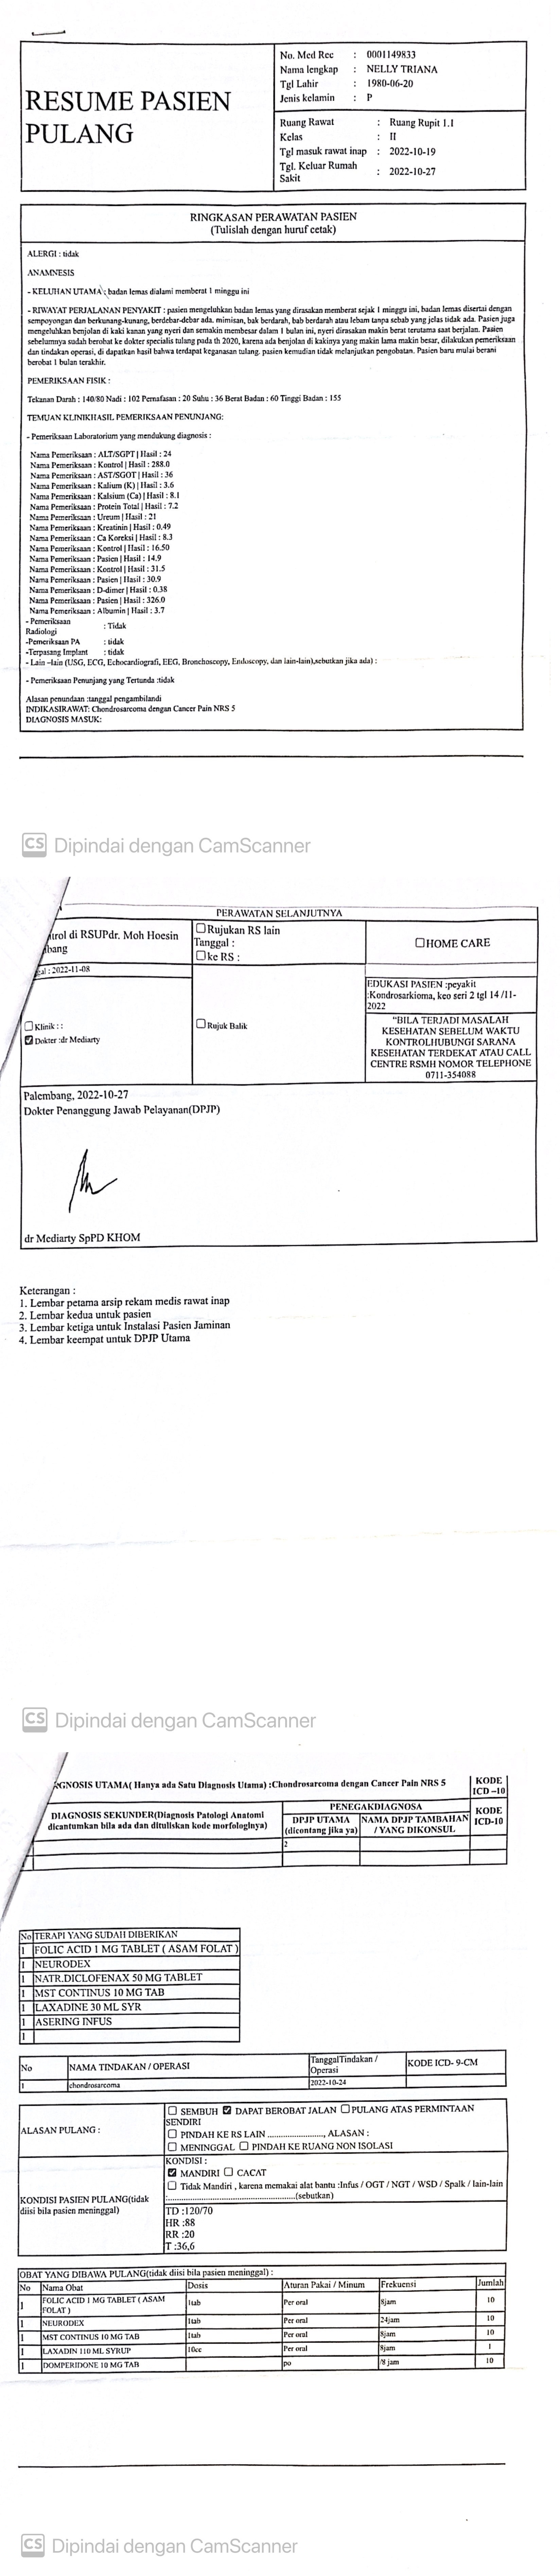 RESUME PASIEN
PULANG
No. Med Rec : 0001149833
Nama lengkap : NELLY TRIANA
Tgl Lahir : 1980-06-20
Jenis kelamin : P
Ruang Rawat : Ruang Rupit 1.1
Kelas : II
Tgl masuk rawat inap : 2022-10-19
Tgl. Keluar Rumah
Sakit : 2022-10-27
RINGKASAN PERAWATAN PASIEN
(Tulislah dengan huruf cetak)
ALERGI : tidak
ANAMNESIS
- KELUHAN UTAMA : badan lemas dialami memberat 1 minggu ini
- RIWAYAT PERJALANAN PENYAKIT : pasien mengeluhkan badan lemas yang dirasakan memberat sejak 1 minggu ini, badan lemas disertai dengan
sempoyongan dan berkunang-kunang, berdebar-debar ada. mimisan, bak berdarah, bab berdarah atau lebam tanpa sebab yang jelas tidak ada. Pasien juga
mengeluhkan benjolan di kaki kanan yang nyeri dan semakin membesar dalam 1 bulan ini, nyeri dirasakan makin berat terutama saat berjalan. Pasien
sebelumnya sudah berobat ke dokter specialis tulang pada th 2020, karena ada benjolan di kakinya yang makin lama makin besar, dilakukan pemeriksaan
dan tindakan operasi, di dapatkan hasil bahwa terdapat keganasan tulang. pasien kemudian tidak melanjutkan pengobatan. Pasien baru mulai berani
berobat 1 bulan terakhir.
PEMERIKSAAN FISIK :
Tekanan Darah : 140/80 Nadi : 102 Pernafasan : 20 Suhu : 36 Berat Badan : 60 Tinggi Badan : 155
TEMUAN KLINIKHASIL PEMERIKSAAN PENUNJANG:
- Pemeriksaan Laboratorium yang mendukung diagnosis :
Nama Pemeriksaan : ALT/SGPT | Hasil : 24
Nama Pemeriksaan : Kontrol | Hasil : 288.0
Nama Pemeriksaan : AST/SGOT | Hasil : 36
Nama Pemeriksaan : Kalium (K) | Hasil : 3.6
Nama Pemeriksaan : Kalsium (Ca) | Hasil : 8.1
Nama Pemeriksaan : Protein Total | Hasil : 7.2
Nama Pemeriksaan : Ureum | Hasil : 21
Nama Pemeriksaan : Kreatinin | Hasil : 0.49
Nama Pemeriksaan : Ca Koreksi | Hasil : 8.3
Nama Pemeriksaan : Kontrol | Hasil : 16.50
Nama Pemeriksaan : Pasien | Hasil : 14.9
Nama Pemeriksaan : Kontrol | Hasil : 31.5
Nama Pemeriksaan : Pasien | Hasil : 30.9
Nama Pemeriksaan : D-dimer | Hasil : 0.38
Nama Pemeriksaan : Pasien | Hasil : 326.0
Nama Pemeriksaan : Albumin | Hasil : 3.7
- Pemeriksaan
Radiologi : Tidak
-Pemeriksaan PA : tidak
-Terpasang Implant : tidak
- Lain –lain (USG, ECG, Echocardiografi, EEG, Bronchoscopy, Endoscopy, dan lain-lain),sebutkan jika ada) :
- Pemeriksaan Penunjang yang Tertunda :tidak
Alasan penundaan :tanggal pengambilandi
INDIKASIRAWAT: Chondrosarcoma dengan Cancer Pain NRS 5
DIAGNOSIS MASUK:
CS Dipindai dengan CamScanner
PERAWATAN SELANJUTNYA
trol di RSUPdr. Moh Hoesin
bang
al : 2022-11-08
☐ Klinik : :
☑ Dokter :dr Mediarty
☐ Rujukan RS lain
Tanggal :
☐ ke RS :
☐ Rujuk Balik
☐ HOME CARE
EDUKASI PASIEN :peyakit
:Kondrosarkioma, keo seri 2 tgl 14 /11-
2022
"BILA TERJADI MASALAH
KESEHATAN SEBELUM WAKTU
KONTROLHUBUNGI SARANA
KESEHATAN TERDEKAT ATAU CALL
CENTRE RSMH NOMOR TELEPHONE
0711-354088
Palembang, 2022-10-27
Dokter Penanggung Jawab Pelayanan(DPJP)
dr Mediarty SpPD KHOM
Keterangan :
1. Lembar petama arsip rekam medis rawat inap
2. Lembar kedua untuk pasien
3. Lembar ketiga untuk Instalasi Pasien Jaminan
4. Lembar keempat untuk DPJP Utama
CS Dipindai dengan CamScanner
GNOSIS UTAMA( Hanya ada Satu Diagnosis Utama) :Chondrosarcoma dengan Cancer Pain NRS 5
KODE
ICD –10
DIAGNOSIS SEKUNDER(Diagnosis Patologi Anatomi
dicantumkan bila ada dan dituliskan kode morfologinya)
PENEGAKDIAGNOSA
DPJP UTAMA
(dicontang jika ya)
NAMA DPJP TAMBAHAN
/ YANG DIKONSUL
KODE
ICD-10
2
No TERAPI YANG SUDAH DIBERIKAN
1 FOLIC ACID 1 MG TABLET ( ASAM FOLAT )
1 NEURODEX
1 NATR.DICLOFENAX 50 MG TABLET
1 MST CONTINUS 10 MG TAB
1 LAXADINE 30 ML SYR
1 ASERING INFUS
1
No NAMA TINDAKAN / OPERASI TanggalTindakan / Operasi KODE ICD- 9-CM
1 chondrosarcoma 2022-10-24
ALASAN PULANG :
☐ SEMBUH ☑ DAPAT BEROBAT JALAN ☐ PULANG ATAS PERMINTAAN
SENDIRI
☐ PINDAH KE RS LAIN ......................., ALASAN :
☐ MENINGGAL ☐ PINDAH KE RUANG NON ISOLASI
KONDISI PASIEN PULANG(tidak
diisi bila pasien meninggal)
KONDISI :
☑ MANDIRI ☐ CACAT
☐ Tidak Mandiri , karena memakai alat bantu :Infus / OGT / NGT / WSD / Spalk / lain-lain
:..................................................(sebutkan)
TD :120/70
HR :88
RR :20
T :36,6
OBAT YANG DIBAWA PULANG(tidak diisi bila pasien meninggal) :
No Nama Obat Dosis Aturan Pakai / Minum Frekuensi Jumlah
1 FOLIC ACID 1 MG TABLET ( ASAM FOLAT ) 1tab Per oral 8jam 10
1 NEURODEX 1tab Per oral 24jam 10
1 MST CONTINUS 10 MG TAB 1tab Per oral 8jam 10
1 LAXADIN 110 ML SYRUP 10cc Per oral 8jam 1
1 DOMPERIDONE 10 MG TAB po /8 jam 10
CS Dipindai dengan CamScanner